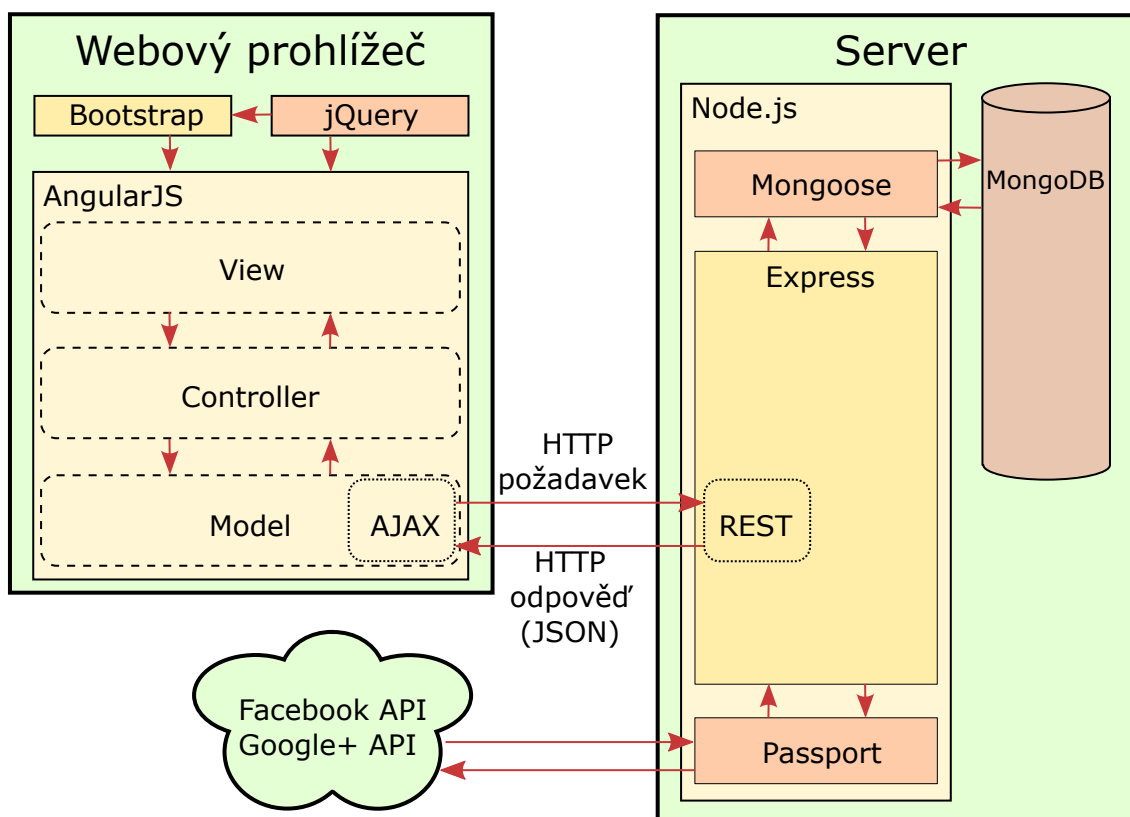 Webový prohlížeč
Bootstrap
jQuery
AngularJS
View
Controller
Model
AJAX
HTTP
požadavek
HTTP
odpověď
(JSON)
Server
Node.js
Mongoose
MongoDB
Express
REST
Passport
Facebook API
Google+ API